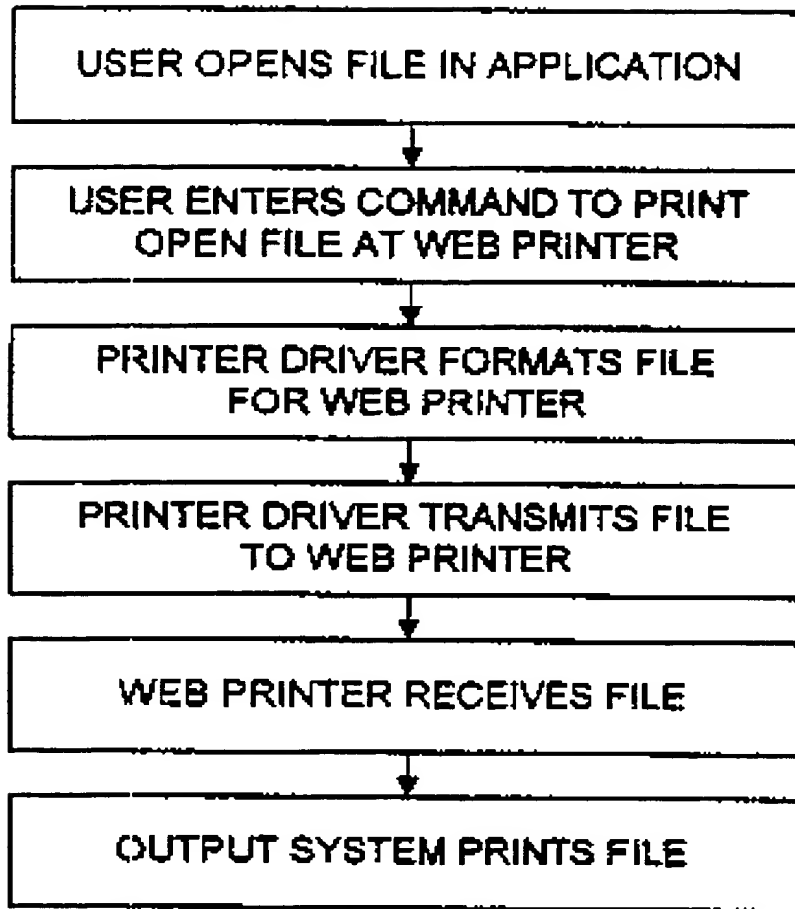 USER OPENS FILE IN APPLICATION
USER ENTERS COMMAND TO PRINT
OPEN FILE AT WEB PRINTER
PRINTER DRIVER FORMATS FILE
FOR WEB PRINTER
PRINTER DRIVER TRANSMITS FILE
TO WEB PRINTER
WEB PRINTER RECEIVES FILE
OUTPUT SYSTEM PRINTS FILE